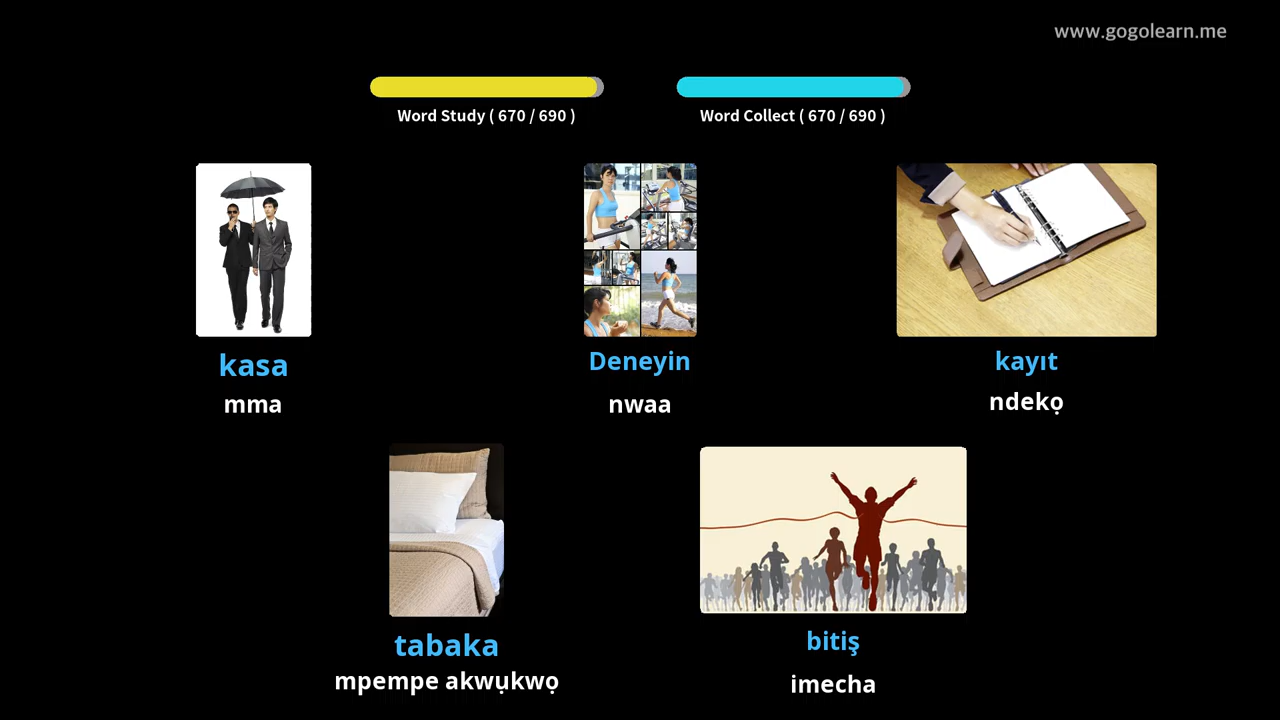 www.gogolearn.me
Word Study ( 670 / 690 )
Word Collect ( 670 / 690 )
kasa
mma
Deneyin
nwaa
kayıt
ndekọ
tabaka
mpempe akwụkwọ
bitiş
imecha